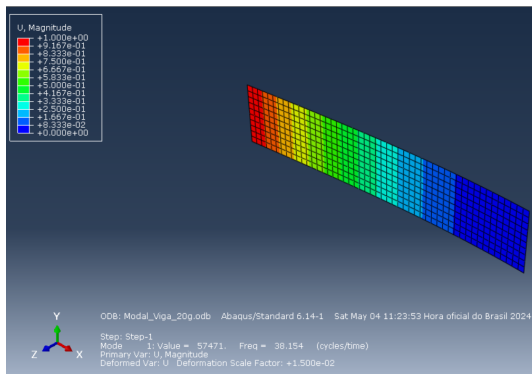 U, Magnitude
+1.000e+00
+9.167e-01
+8.333e-01
+7.500e-01
+6.667e-01
+5.833e-01
+5.000e-01
+4.167e-01
+3.333e-01
+2.500e-01
+1.667e-01
+8.333e-02
+0.000e+00
Y
Z X
ODB: Modal_Viga_20g.odb Abaqus/Standard 6.14-1 Sat May 04 11:23:53 Hora oficial do Brasil 2024
Step: Step-1
Mode 1: Value = 57471. Freq = 38.154 (cycles/time)
Primary Var: U, Magnitude
Deformed Var: U Deformation Scale Factor: +1.500e-02